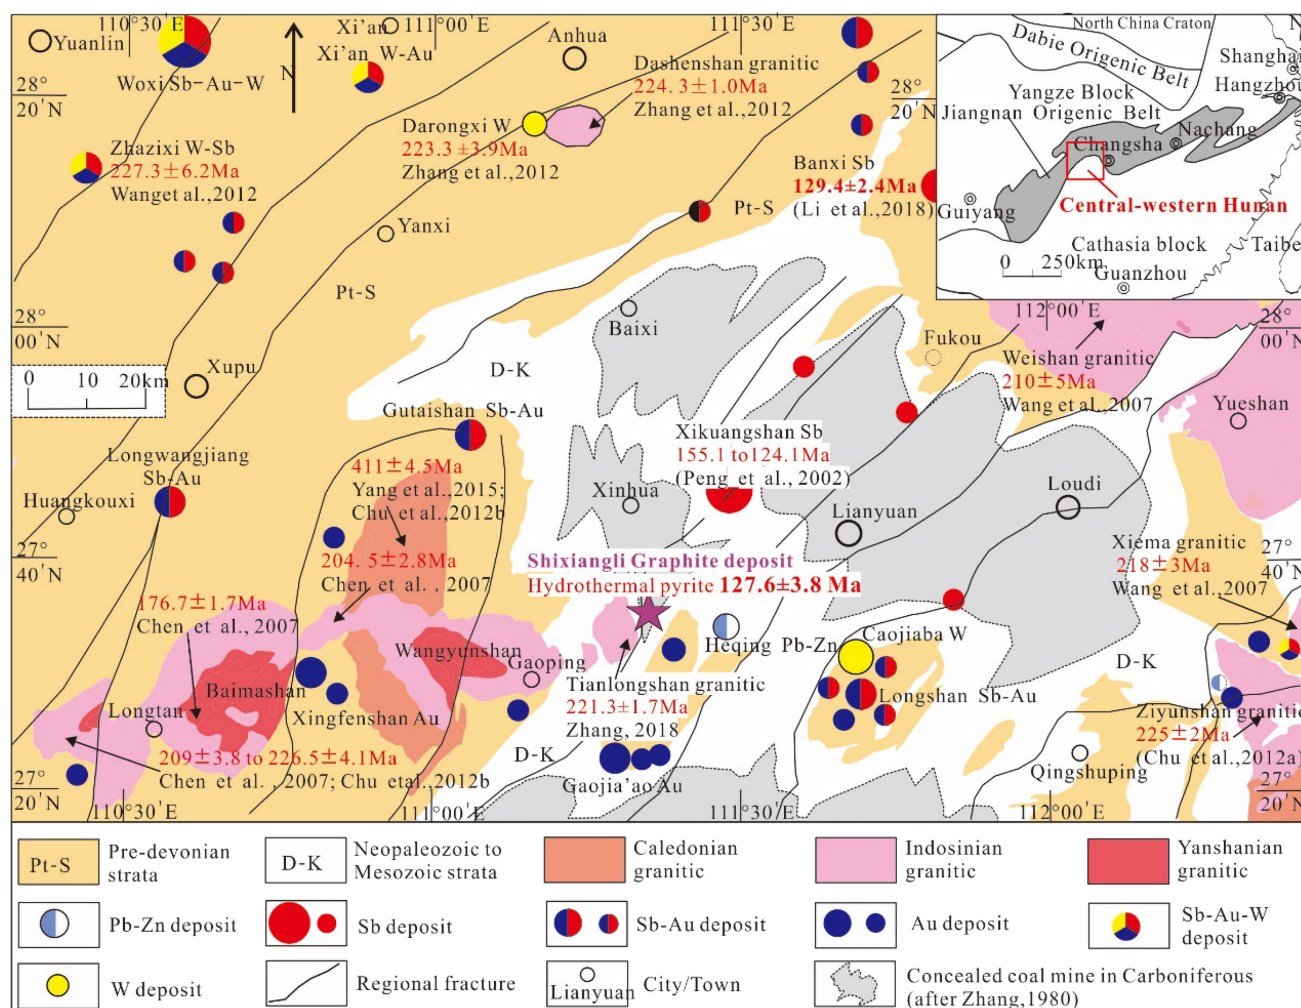 110°30′E
111°00′E
111°30′E
Yuanlin
Woxi Sb-Au-W
N
Xi'an
Xi'an W-Au
Anhua
Dashenshan granitic
224.3±1.0Ma
Zhang et al.,2012
28°
20′N
28°
20′N
Darongxi W
223.3±3.9Ma
Zhang et al.,2012
Zhazixi W-Sb
227.3±6.2Ma
Wanget al.,2012
Banxi Sb
129.4±2.4Ma
(Li et al.,2018)
Yanxi
Pt-S
Pt-S
North China Craton
Dabie Origenic Belt
Shanghai
Hangzhou
Yangze Block
Jiangnan Origenic Belt
Nachang
Changsha
Guiyang
Central-western Hunan
Cathasia block
Taibe
Guanzhou
0 250km
112°00′E
28°
00′N
28°
00′N
0 10 20km
Xupu
D-K
Baixi
Fukou
Weishan granitic
210±5Ma
Wang et al.,2007
Yueshan
Gutaishan Sb-Au
Longwangjiang
Sb-Au
Huangkouxi
411±4.5Ma
Yang et al.,2015;
Chu et al.,2012b
Xikuangshan Sb
155.1 to124.1Ma
(Peng et al.,2002)
Xinhua
Lianyuan
Loudi
27°
40′N
27°
40′N
204. 5±2.8Ma
Chen et al. , 2007
Shixiangli Graphite deposit
Hydrothermal pyrite 127.6±3.8 Ma
Xiema granitic
218±3Ma
Wang et al.,2007
176.7±1.7Ma
Chen et al., 2007
Wangyunshan
Gaoping
Heqing
Pb-Zn
Caojiaba W
Baimashan
Xingfenshan Au
Tianlongshan granitic
221.3±1.7Ma
Zhang, 2018
Longshan Sb-Au
D-K
Longtan
209±3.8 to 226.5±4.1Ma
Chen et al. , 2007; Chu etal.,2012b
D-K
Gaojia'ao Au
Ziyunshan granitic
225±2Ma
(Chu et al.,2012a)
Qingshuping
27°
20′N
27°
20′N
110°30′E
111°00′E
111°30′E
112°00′E
Pt-S
Pre-devonian
strata
D-K
Neopaleozoic to
Mesozoic strata
Caledonian
granitic
Indosinian
granitic
Yanshanian
granitic
Pb-Zn deposit
Sb deposit
Sb-Au deposit
Au deposit
Sb-Au-W
deposit
W deposit
Regional fracture
Lianyuan
City/Town
Concealed coal mine in Carboniferous
(after Zhang,1980)